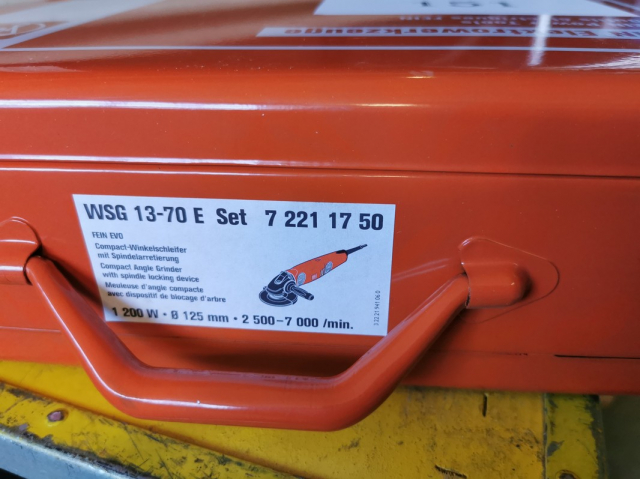 Elektrowerkzeuge
WSG 13-70 E Set 7 221 17 50
FEIN EVO
Compact-Winkelschleifer
mit Spindelarretierung
Compact Angle Grinder
with spindle locking device
Meuleuse d'angle compacte
avec dispositif de blocage d'arbre
1 200 W · Ø 125 mm · 2 500-7 000 /min.